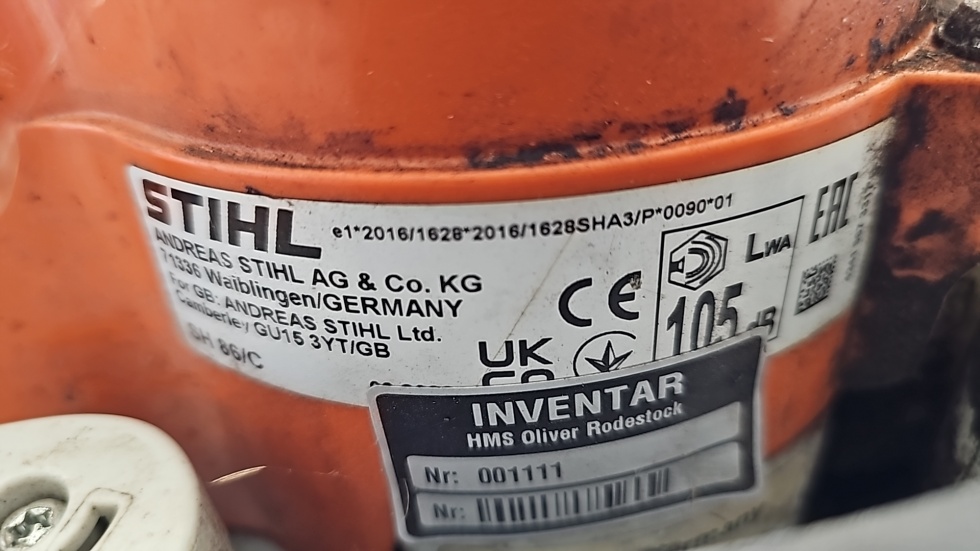 STIHL
e1*2016/1628*2016/1628SHA3/P*0090*01
ANDREAS STIHL AG & Co. KG
71336 Waiblingen/GERMANY
For GB: ANDREAS STIHL Ltd.
Camberley GU15 3YT/GB
SH 86/C
CE
UK
CA
LWA
105 dB
EAC
INVENTAR
HMS Oliver Rodestock
Nr: 001111
Nr: